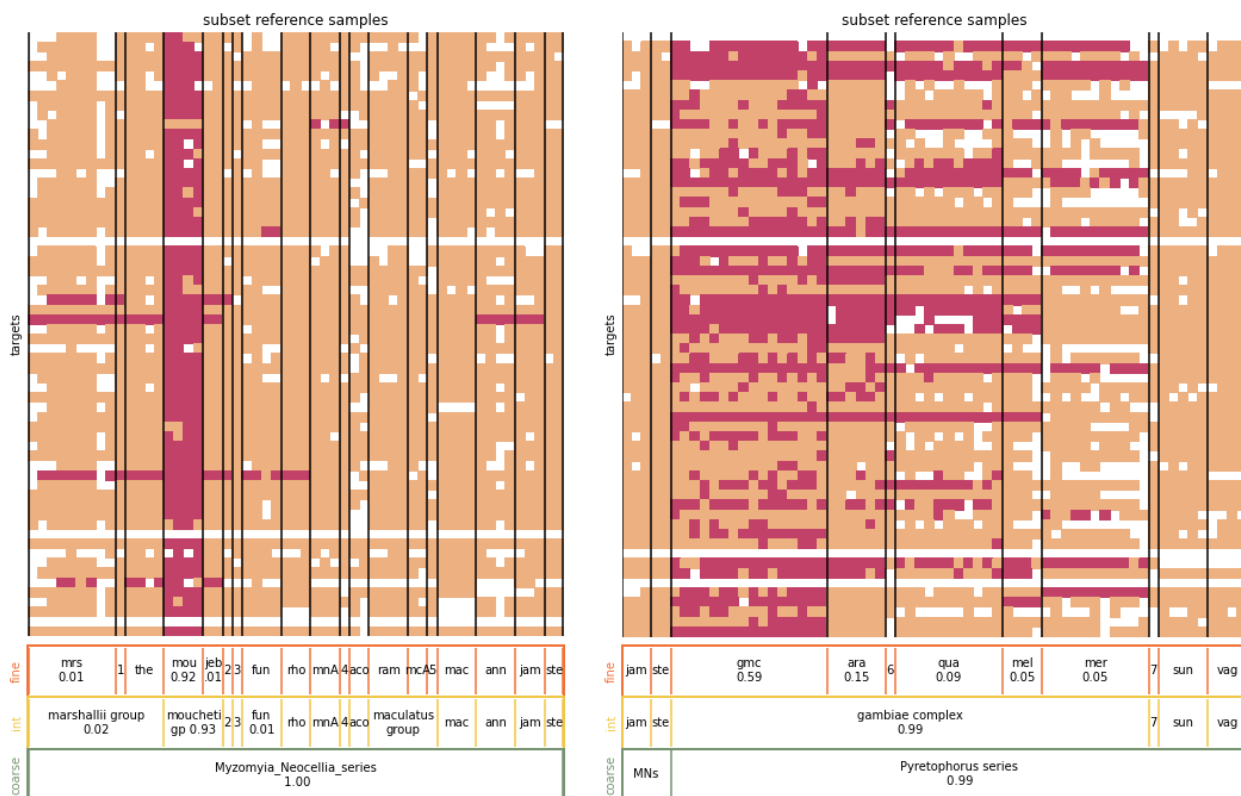 subset reference samples
subset reference samples
targets
targets
fine
mrs
0.01
1
the
mou
0.92
jeb
.01
2
3
fun
rho
mnA
4
aco
ram
mcA
5
mac
ann
jam
ste
int
marshallii group
0.02
moucheti
gp 0.93
2
3
fun
0.01
rho
mnA
4
aco
maculatus
group
mac
ann
jam
ste
coarse
Myzomyia_Neocellia_series
1.00
fine
jam
ste
gmc
0.59
ara
0.15
6
qua
0.09
mel
0.05
mer
0.05
7
sun
vag
int
jam
ste
gambiae complex
0.99
7
sun
vag
coarse
MNs
Pyretophorus series
0.99